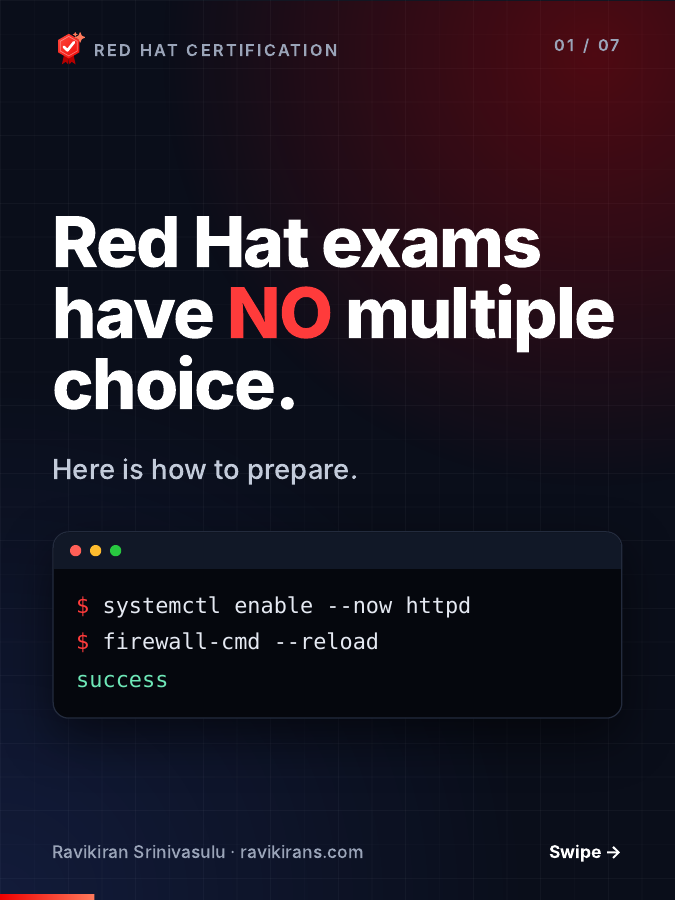 RED HAT CERTIFICATION
01 / 07
Red Hat exams
have NO multiple
choice.
Here is how to prepare.
$ systemctl enable --now httpd
$ firewall-cmd --reload
success
Ravikiran Srinivasulu · ravikirans.com
Swipe →